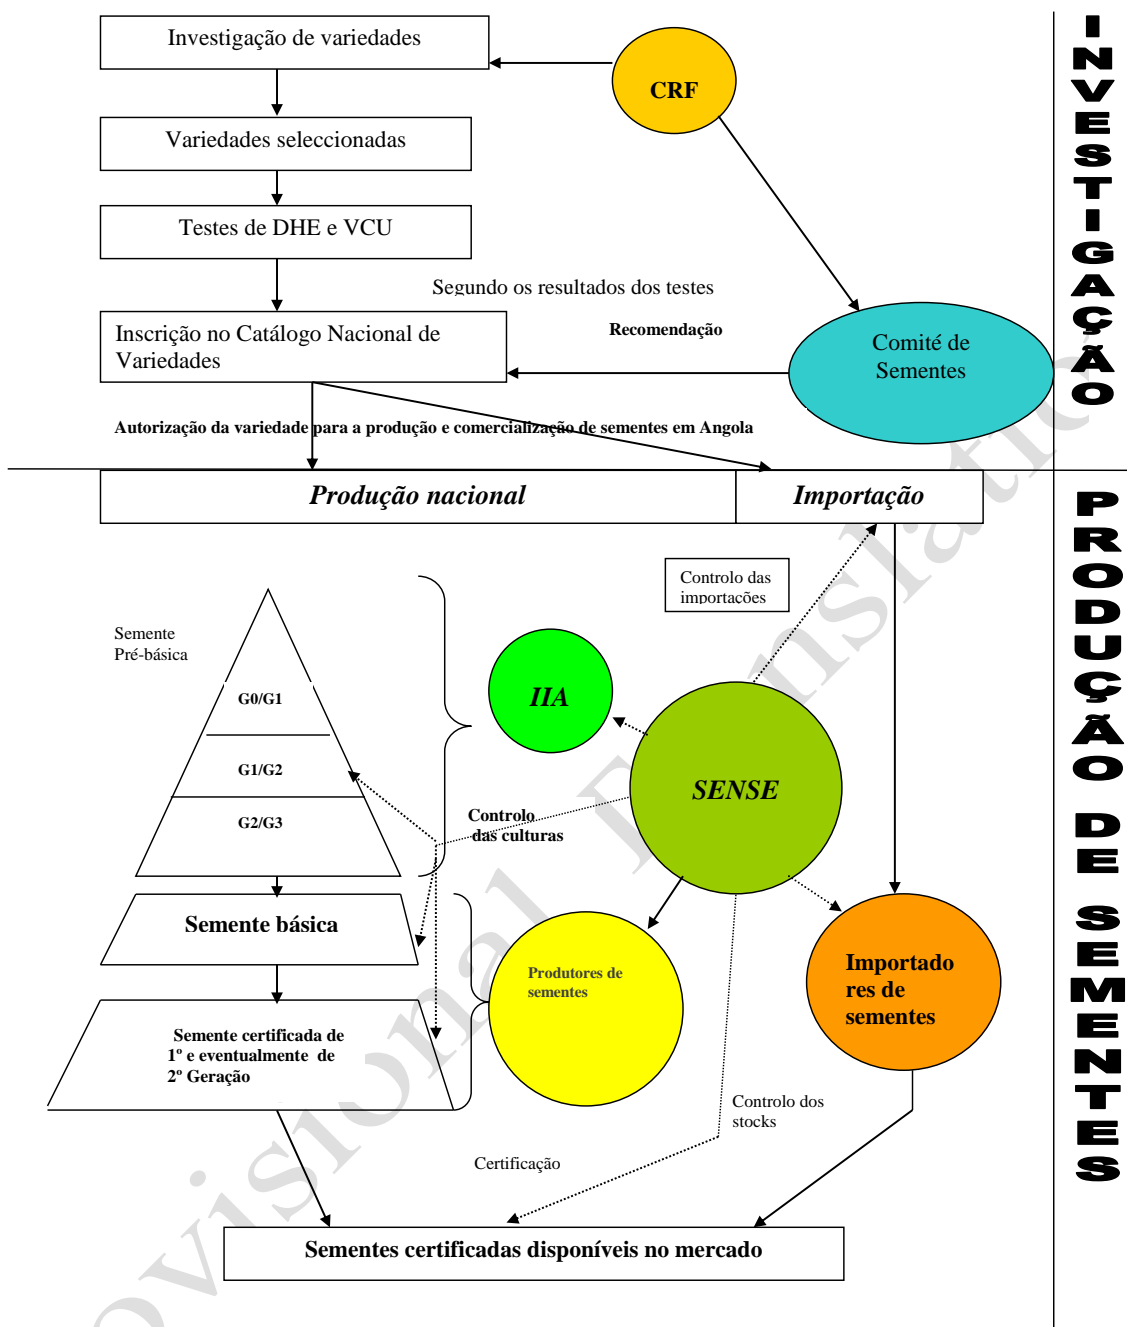 Investigação de variedades
CRF
Variedades seleccionadas
Testes de DHE e VCU
Segundo os resultados dos testes
Inscrição no Catálogo Nacional de
Variedades
Recomendação
Comité de
Sementes
Autorização da variedade para a produção e comercialização de sementes em Angola
INVESTIGAÇÃO
Produção nacional
Importação
Controlo das
importações
Semente
Pré-básica
G0/G1
G1/G2
G2/G3
IIA
SENSE
Controlo
das culturas
Semente básica
Produtores de
sementes
Importado
res de
sementes
Semente certificada de
1º e eventualmente de
2º Geração
Controlo dos
stocks
Certificação
Sementes certificadas disponíveis no mercado
PRODUÇÃO DE SEMENTES